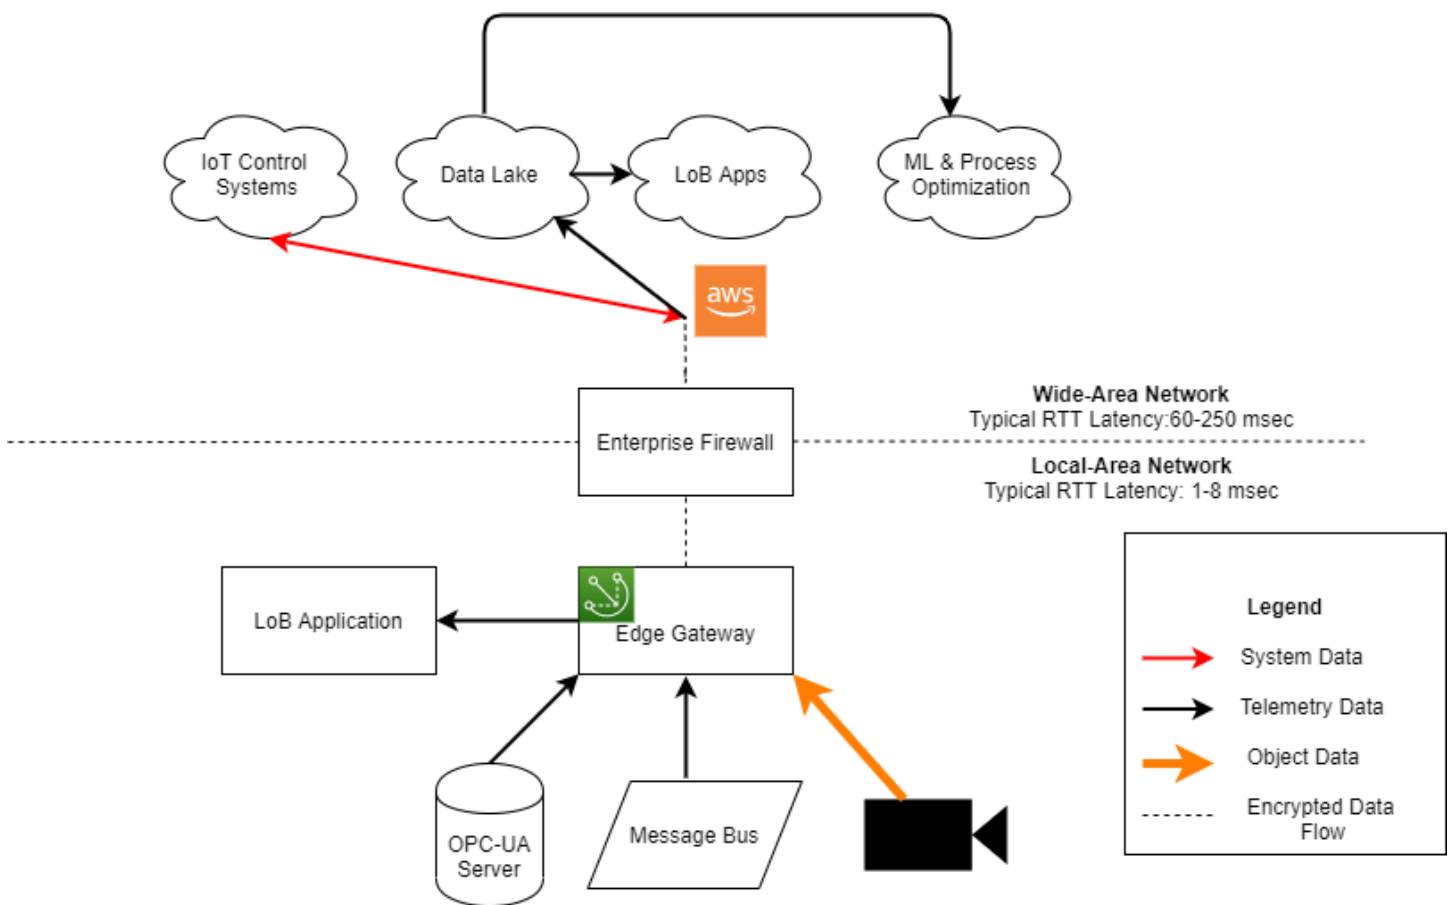 IoT Control
Systems
Data Lake
LoB Apps
ML & Process
Optimization
aws
Wide-Area Network
Typical RTT Latency:60-250 msec
Enterprise Firewall
Local-Area Network
Typical RTT Latency: 1-8 msec
LoB Application
Edge Gateway
OPC-UA
Server
Message Bus
Legend
System Data
Telemetry Data
Object Data
Encrypted Data
Flow